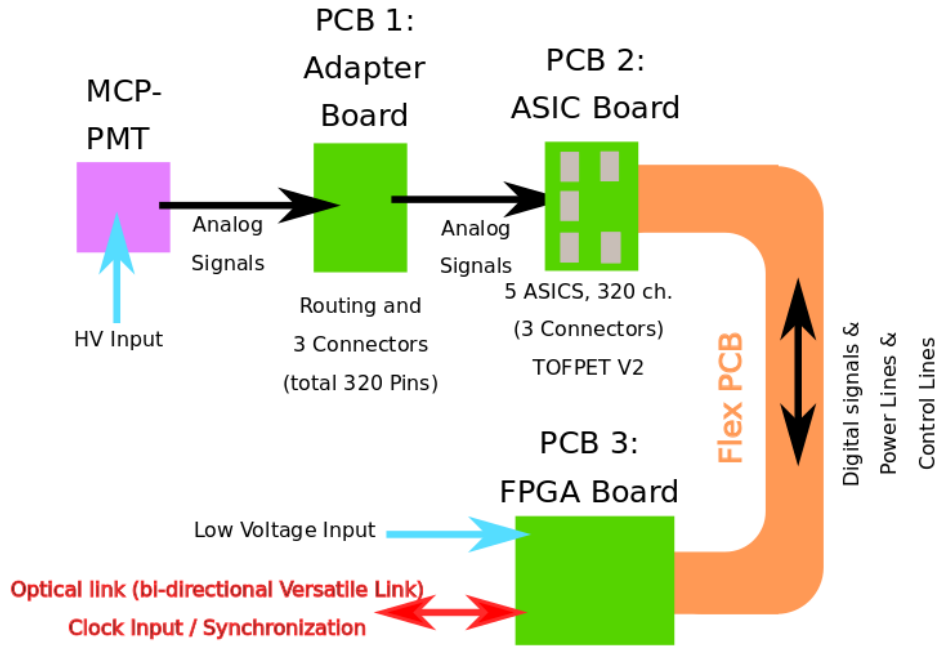 MCP-
PMT
PCB 1:
Adapter
Board
PCB 2:
ASIC Board
Analog
Signals
Analog
Signals
HV Input
Routing and
3 Connectors
(total 320 Pins)
5 ASICS, 320 ch.
(3 Connectors)
TOFPET V2
Flex PCB
Digital signals &
Power Lines &
Control Lines
PCB 3:
FPGA Board
Low Voltage Input
Optical link (bi-directional Versatile Link)
Clock Input / Synchronization